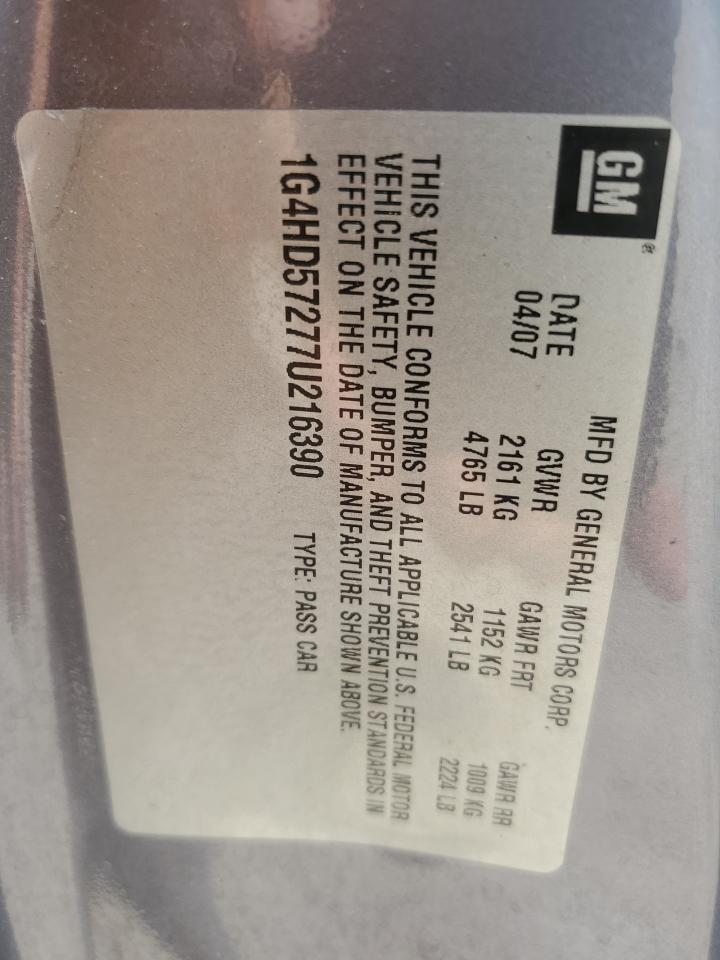 GM®
MFD BY GENERAL MOTORS CORP.
DATE GVWR GAWR FRT GAWR RR
04/07 2161 KG 1152 KG 1009 KG
4765 LB 2541 LB 2224 LB
THIS VEHICLE CONFORMS TO ALL APPLICABLE U.S. FEDERAL MOTOR
VEHICLE SAFETY, BUMPER, AND THEFT PREVENTION STANDARDS IN
EFFECT ON THE DATE OF MANUFACTURE SHOWN ABOVE.
1G4HD57277U216390 TYPE: PASS CAR